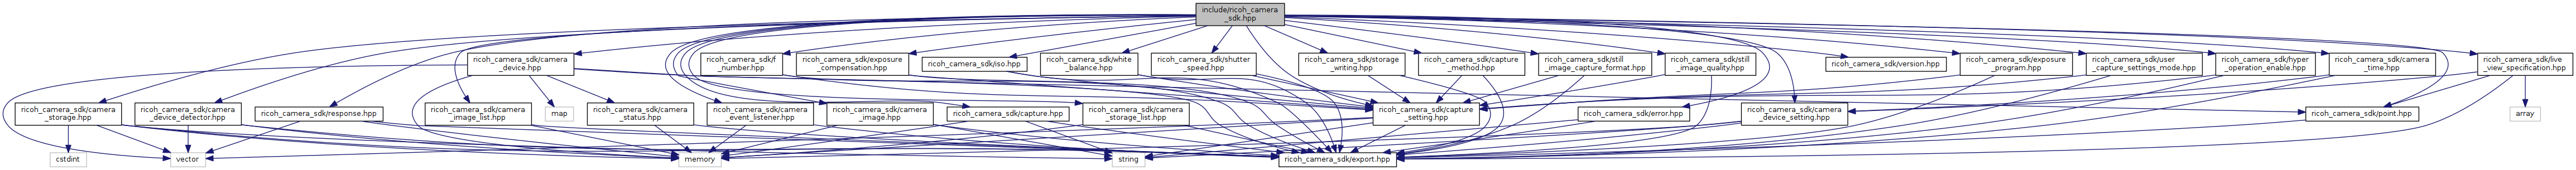 include/ricoh_camera
_sdk.hpp
ricoh_camera_sdk/camera
_device.hpp
ricoh_camera_sdk/f
_number.hpp
ricoh_camera_sdk/exposure
_compensation.hpp
ricoh_camera_sdk/iso.hpp
ricoh_camera_sdk/white
_balance.hpp
ricoh_camera_sdk/shutter
_speed.hpp
ricoh_camera_sdk/storage
_writing.hpp
ricoh_camera_sdk/capture
_method.hpp
ricoh_camera_sdk/still
_image_capture_format.hpp
ricoh_camera_sdk/still
_image_quality.hpp
ricoh_camera_sdk/version.hpp
ricoh_camera_sdk/exposure
_program.hpp
ricoh_camera_sdk/user
_capture_settings_mode.hpp
ricoh_camera_sdk/hyper
_operation_enable.hpp
ricoh_camera_sdk/camera
_time.hpp
ricoh_camera_sdk/live
_view_specification.hpp
ricoh_camera_sdk/camera
_storage.hpp
ricoh_camera_sdk/camera
_device_detector.hpp
ricoh_camera_sdk/response.hpp
ricoh_camera_sdk/camera
_image_list.hpp
map
ricoh_camera_sdk/camera
_status.hpp
ricoh_camera_sdk/camera
_event_listener.hpp
ricoh_camera_sdk/camera
_image.hpp
ricoh_camera_sdk/capture.hpp
ricoh_camera_sdk/camera
_storage_list.hpp
ricoh_camera_sdk/capture
_setting.hpp
ricoh_camera_sdk/error.hpp
ricoh_camera_sdk/camera
_device_setting.hpp
ricoh_camera_sdk/point.hpp
array
cstdint
vector
memory
string
ricoh_camera_sdk/export.hpp